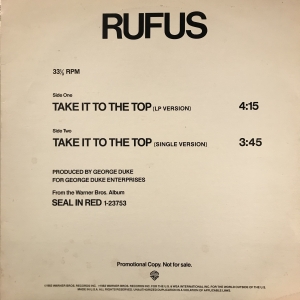 RUFUS
33⅓ RPM
Side One
TAKE IT TO THE TOP (LP VERSION) 4:15
Side Two
TAKE IT TO THE TOP (SINGLE VERSION) 3:45
PRODUCED BY GEORGE DUKE
FOR GEORGE DUKE ENTERPRISES
From the Warner Bros. Album
SEAL IN RED 1-23753
Promotional Copy. Not for sale.